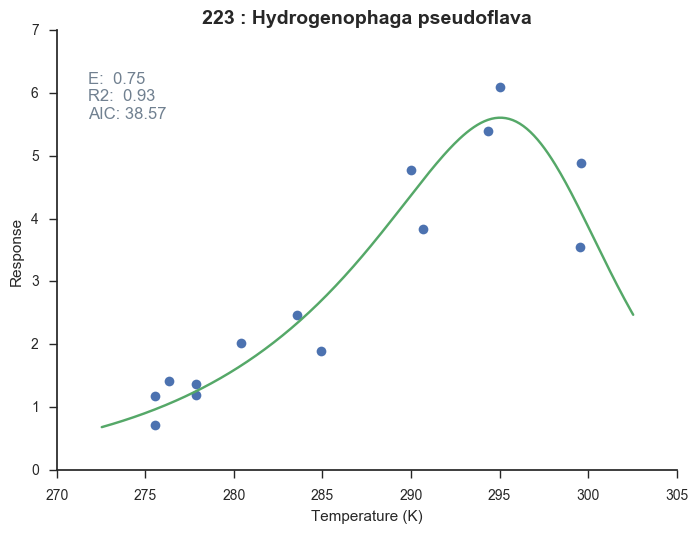 223 : Hydrogenophaga pseudoflava
E:  0.75
R2:  0.93
AIC: 38.57
Response
7
6
5
4
3
2
1
0
270 275 280 285 290 295 300 305
Temperature (K)